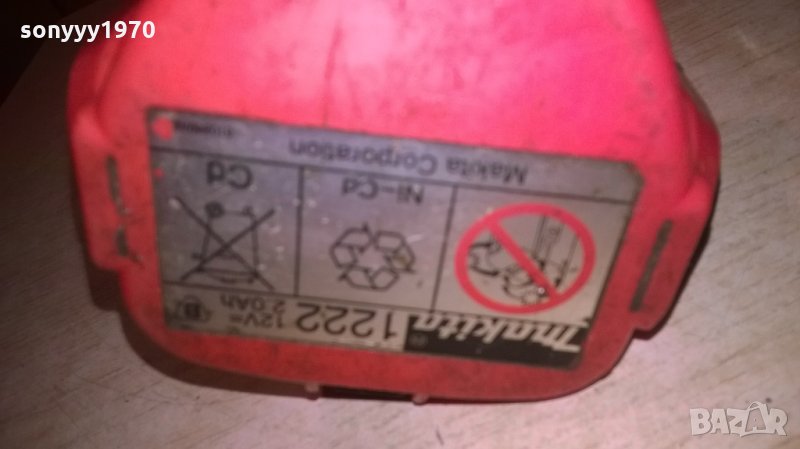 sonyyy1970
makita® 1222 12V⎓ 2.0Ah
Ni-Cd
Cd
Makita Corporation
BAZAR